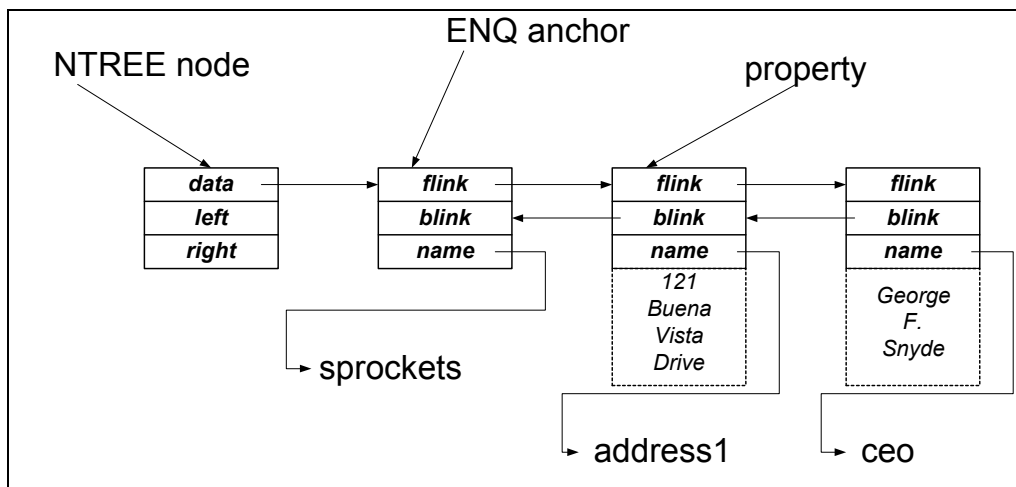 ENQ anchor
NTREE node
property
data
left
right
flink
blink
name
flink
blink
name
121
Buena
Vista
Drive
flink
blink
name
George
F.
Snyde
sprockets
address1
ceo